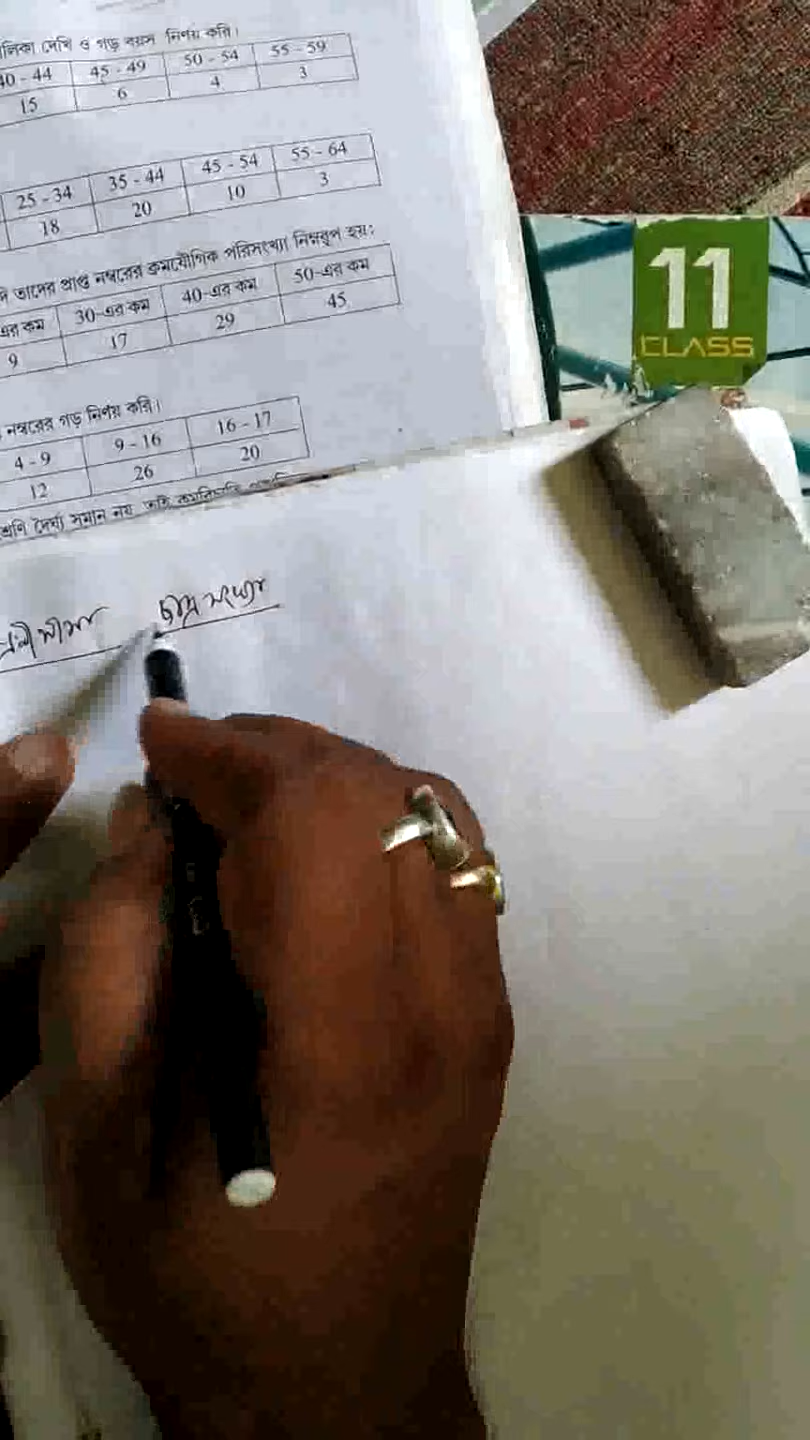 দেখি ও গড় বয়স নির্ণয় করি।
40 - 44 45 - 49 50 - 54 55 - 59
15 6 4 3
25 - 34 35 - 44 45 - 54 55 - 64
18 20 10 3
তাদের প্রাপ্ত নম্বরের ক্রমযৌগিক পরিসংখ্যা নিম্নরূপ হয়:
এর কম 30-এর কম 40-এর কম 50-এর কম
9 17 29 45
নম্বরের গড় নির্ণয় করি।
4 - 9 9 - 16 16 - 17
12 26 20
শ্রেণি দৈর্ঘ্য সমান নয়
ছাত্র সংখ্যা
11
CLASS